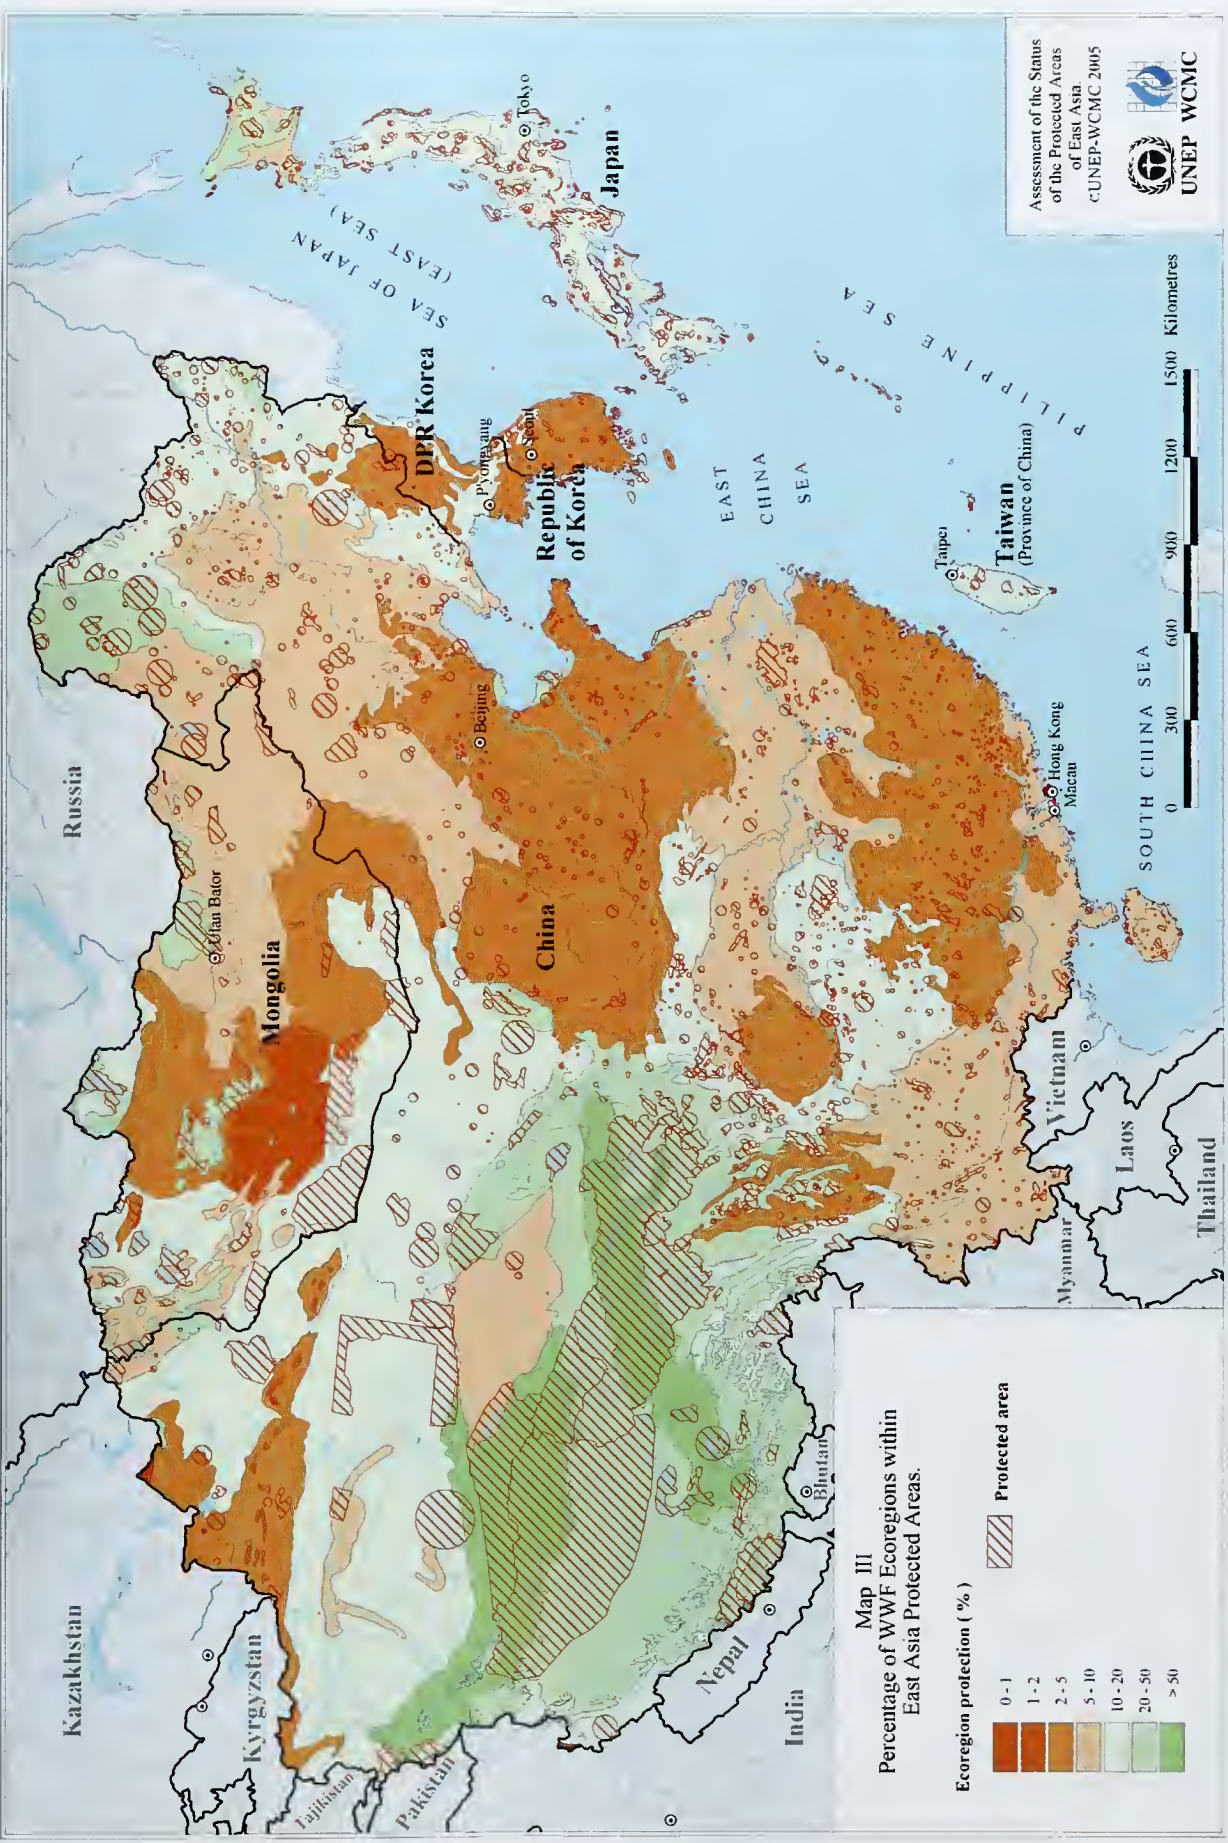 Assessment of the Status
of the Protected Areas
of East Asia.
©UNEP-WCMC 2005
UNEP WCMC
Russia
Kazakhstan
Kyrgyzstan
Tajikistan
Pakistan
India
Nepal
Bhutan
Myanmar
Thailand
Laos
Vietnam
Mongolia
Ulan Bator
China
Beijing
DPR Korea
P'yongyang
Seoul
Republic
of Korea
Japan
Tokyo
SEA OF JAPAN
(EAST SEA)
EAST
CHINA
SEA
PILIPPINE SEA
Taipei
Taiwan
(Province of China)
Hong Kong
Macau
SOUTH CHINA SEA
0 300 600 900 1200 1500 Kilometres
Map III
Percentage of WWF Ecoregions within
East Asia Protected Areas.
Ecoregion protection ( % )
0 - 1
1 - 2
2 - 5
5 - 10
10 - 20
20 - 50
> 50
Protected area